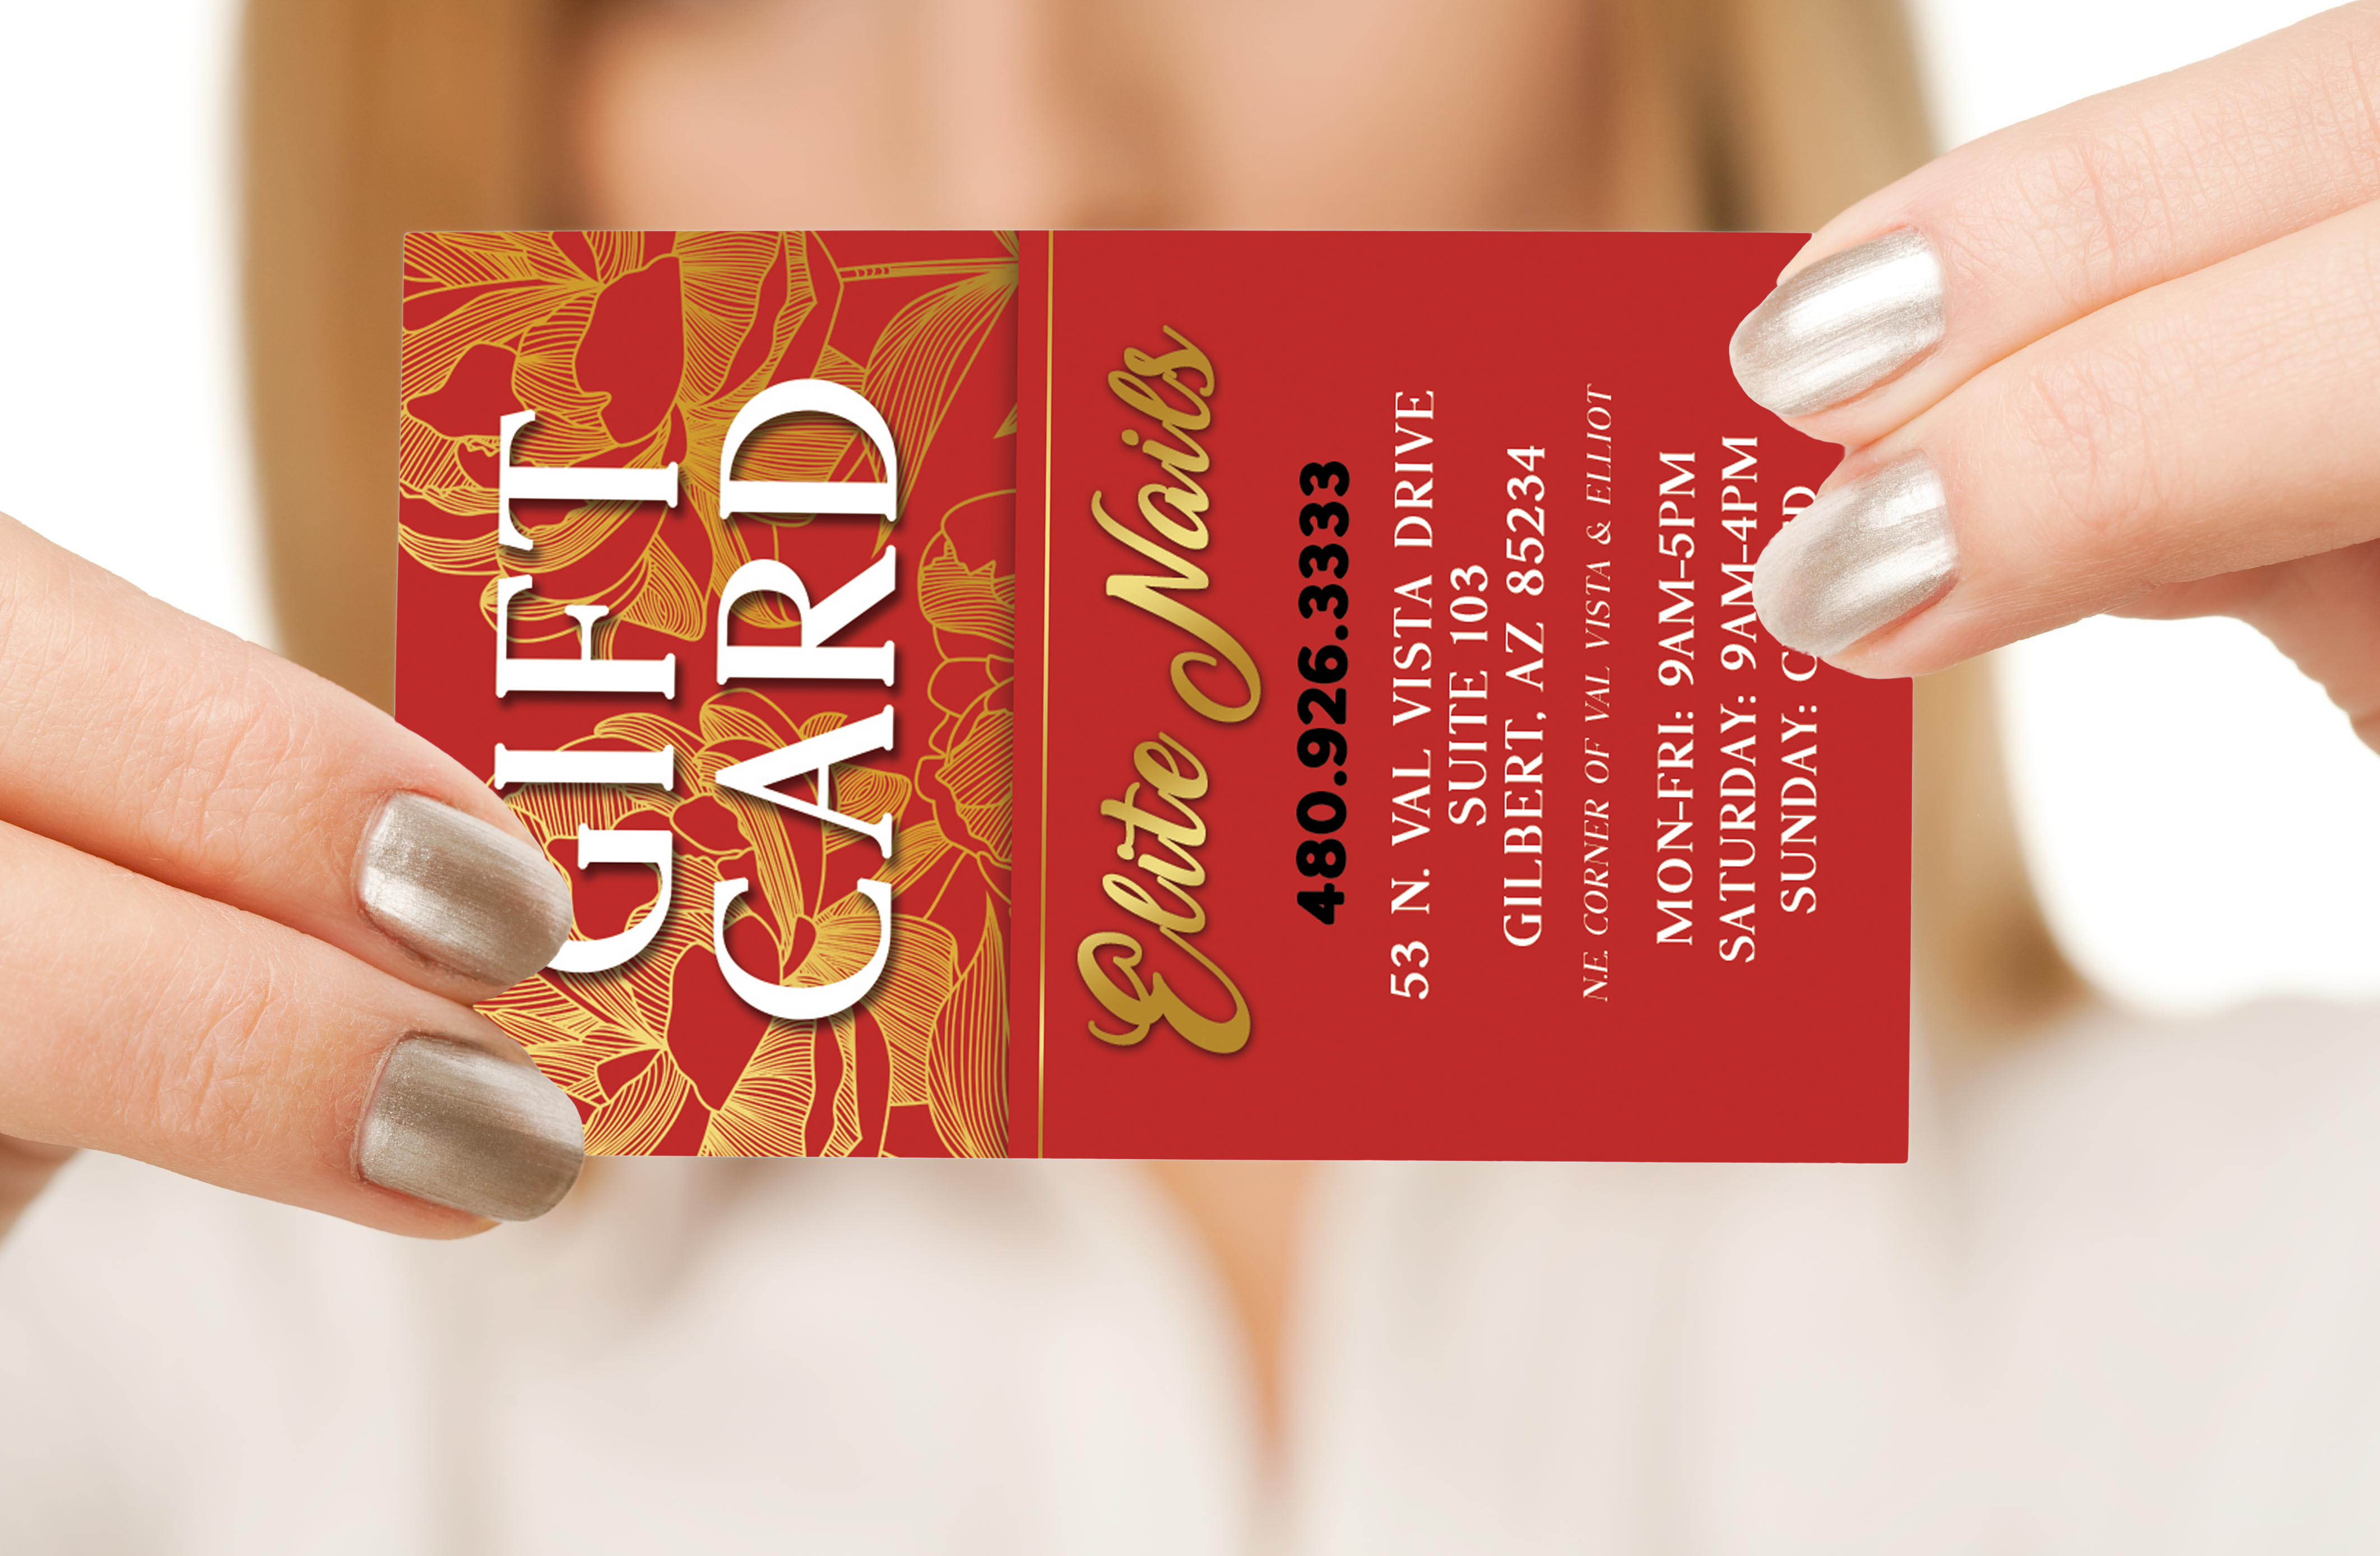 GIFT
CARD
Elite Nails
480.926.3333
53 N. VAL VISTA DRIVE
SUITE 103
GILBERT, AZ 85234
N.E. CORNER OF VAL VISTA & ELLIOT
MON-FRI: 9AM-5PM
SATURDAY: 9AM-4PM
SUNDAY: